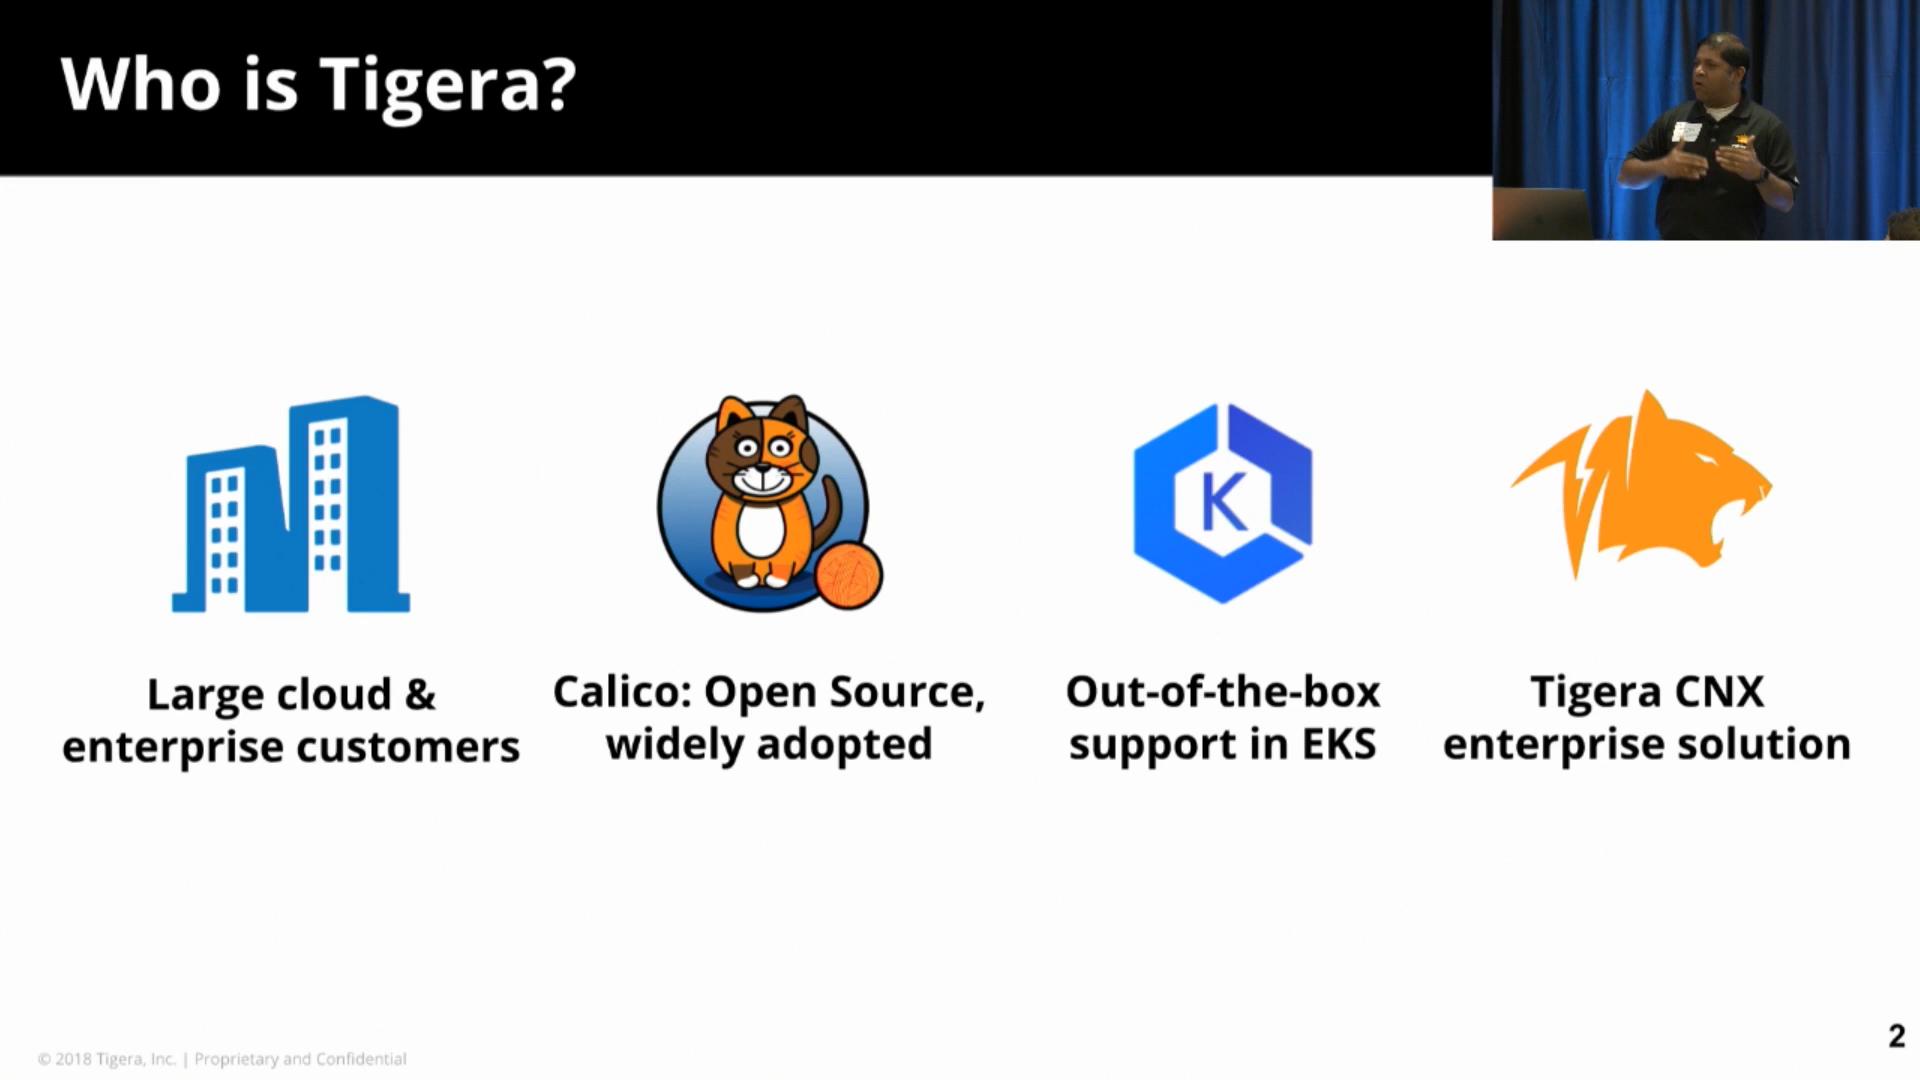 Who is Tigera?
K
Large cloud &
enterprise customers
Calico: Open Source,
widely adopted
Out-of-the-box
support in EKS
Tigera CNX
enterprise solution
© 2018 Tigera, Inc. | Proprietary and Confidential
2